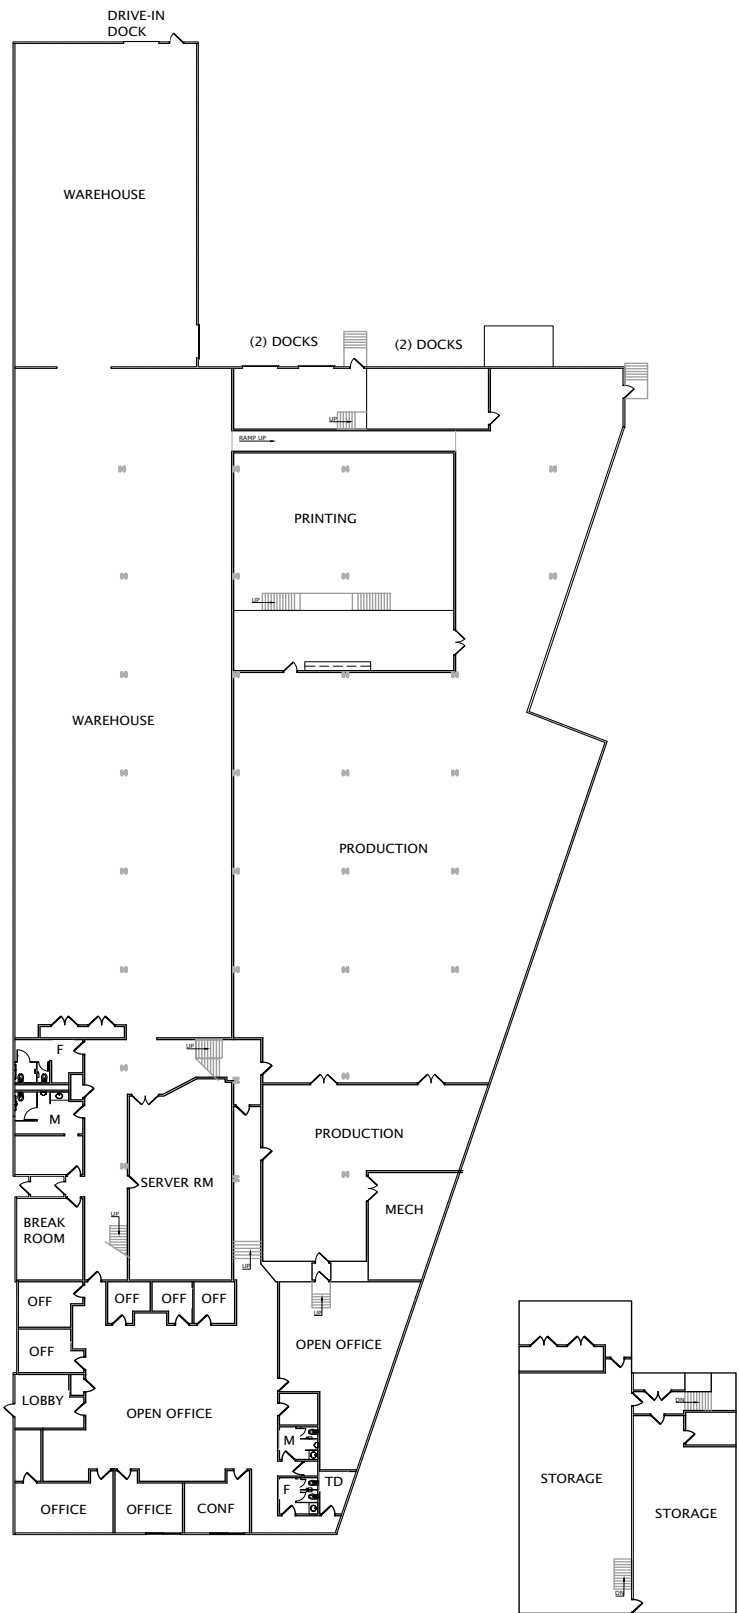 DRIVE-IN
DOCK
WAREHOUSE
(2) DOCKS
(2) DOCKS
UP
RAMP UP
PRINTING
UP
WAREHOUSE
PRODUCTION
UP
F
M
PRODUCTION
SERVER RM
MECH
UP
BREAK
ROOM
UP
OFF
OFF
OFF
OFF
UP
OFF
OPEN OFFICE
LOBBY
DN
OPEN OFFICE
M
STORAGE
F
TD
OFFICE
OFFICE
CONF
STORAGE
DN